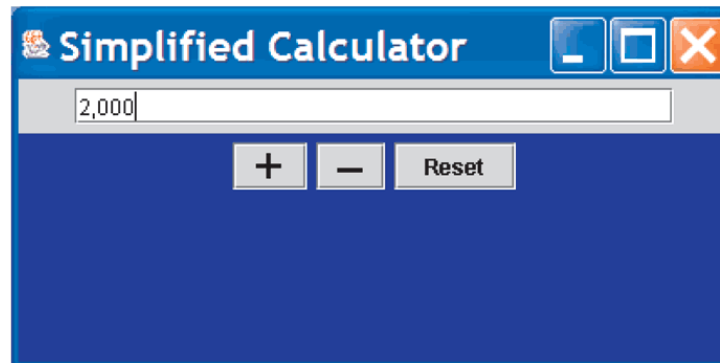 Simplified Calculator
2,000
+ – Reset